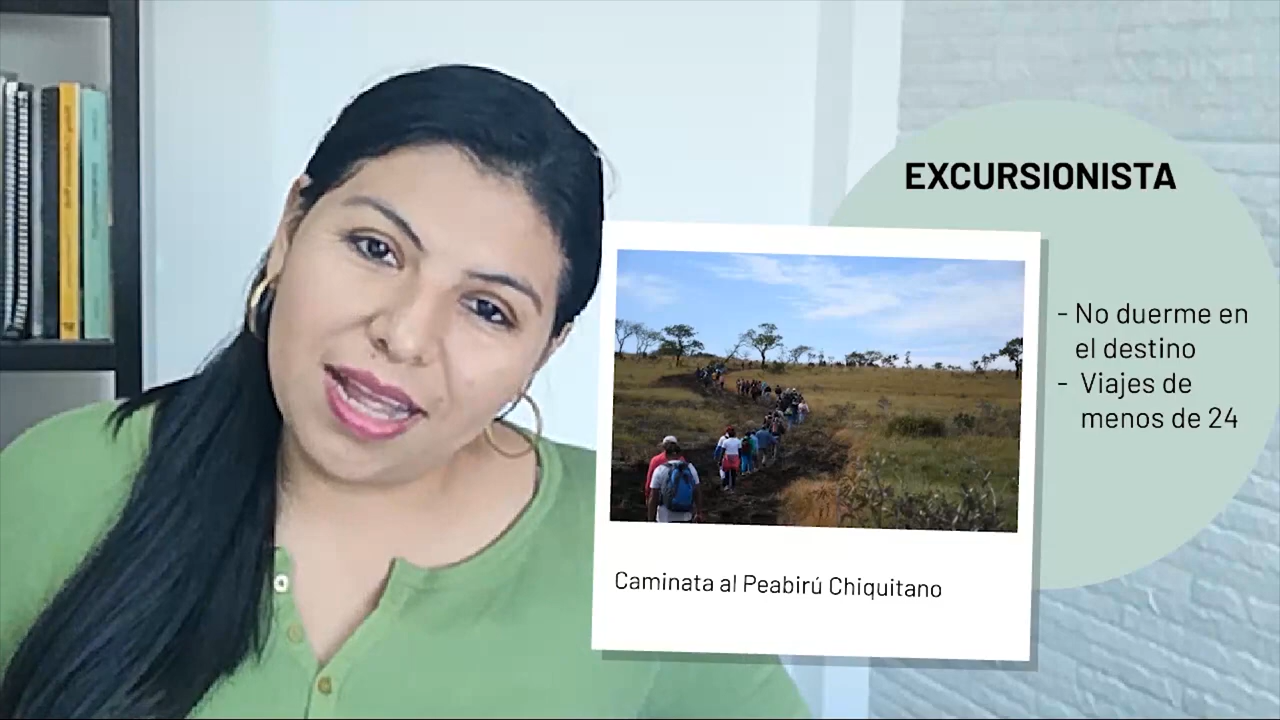 EXCURSIONISTA
- No duerme en
el destino
- Viajes de
menos de 24
Caminata al Peabirú Chiquitano